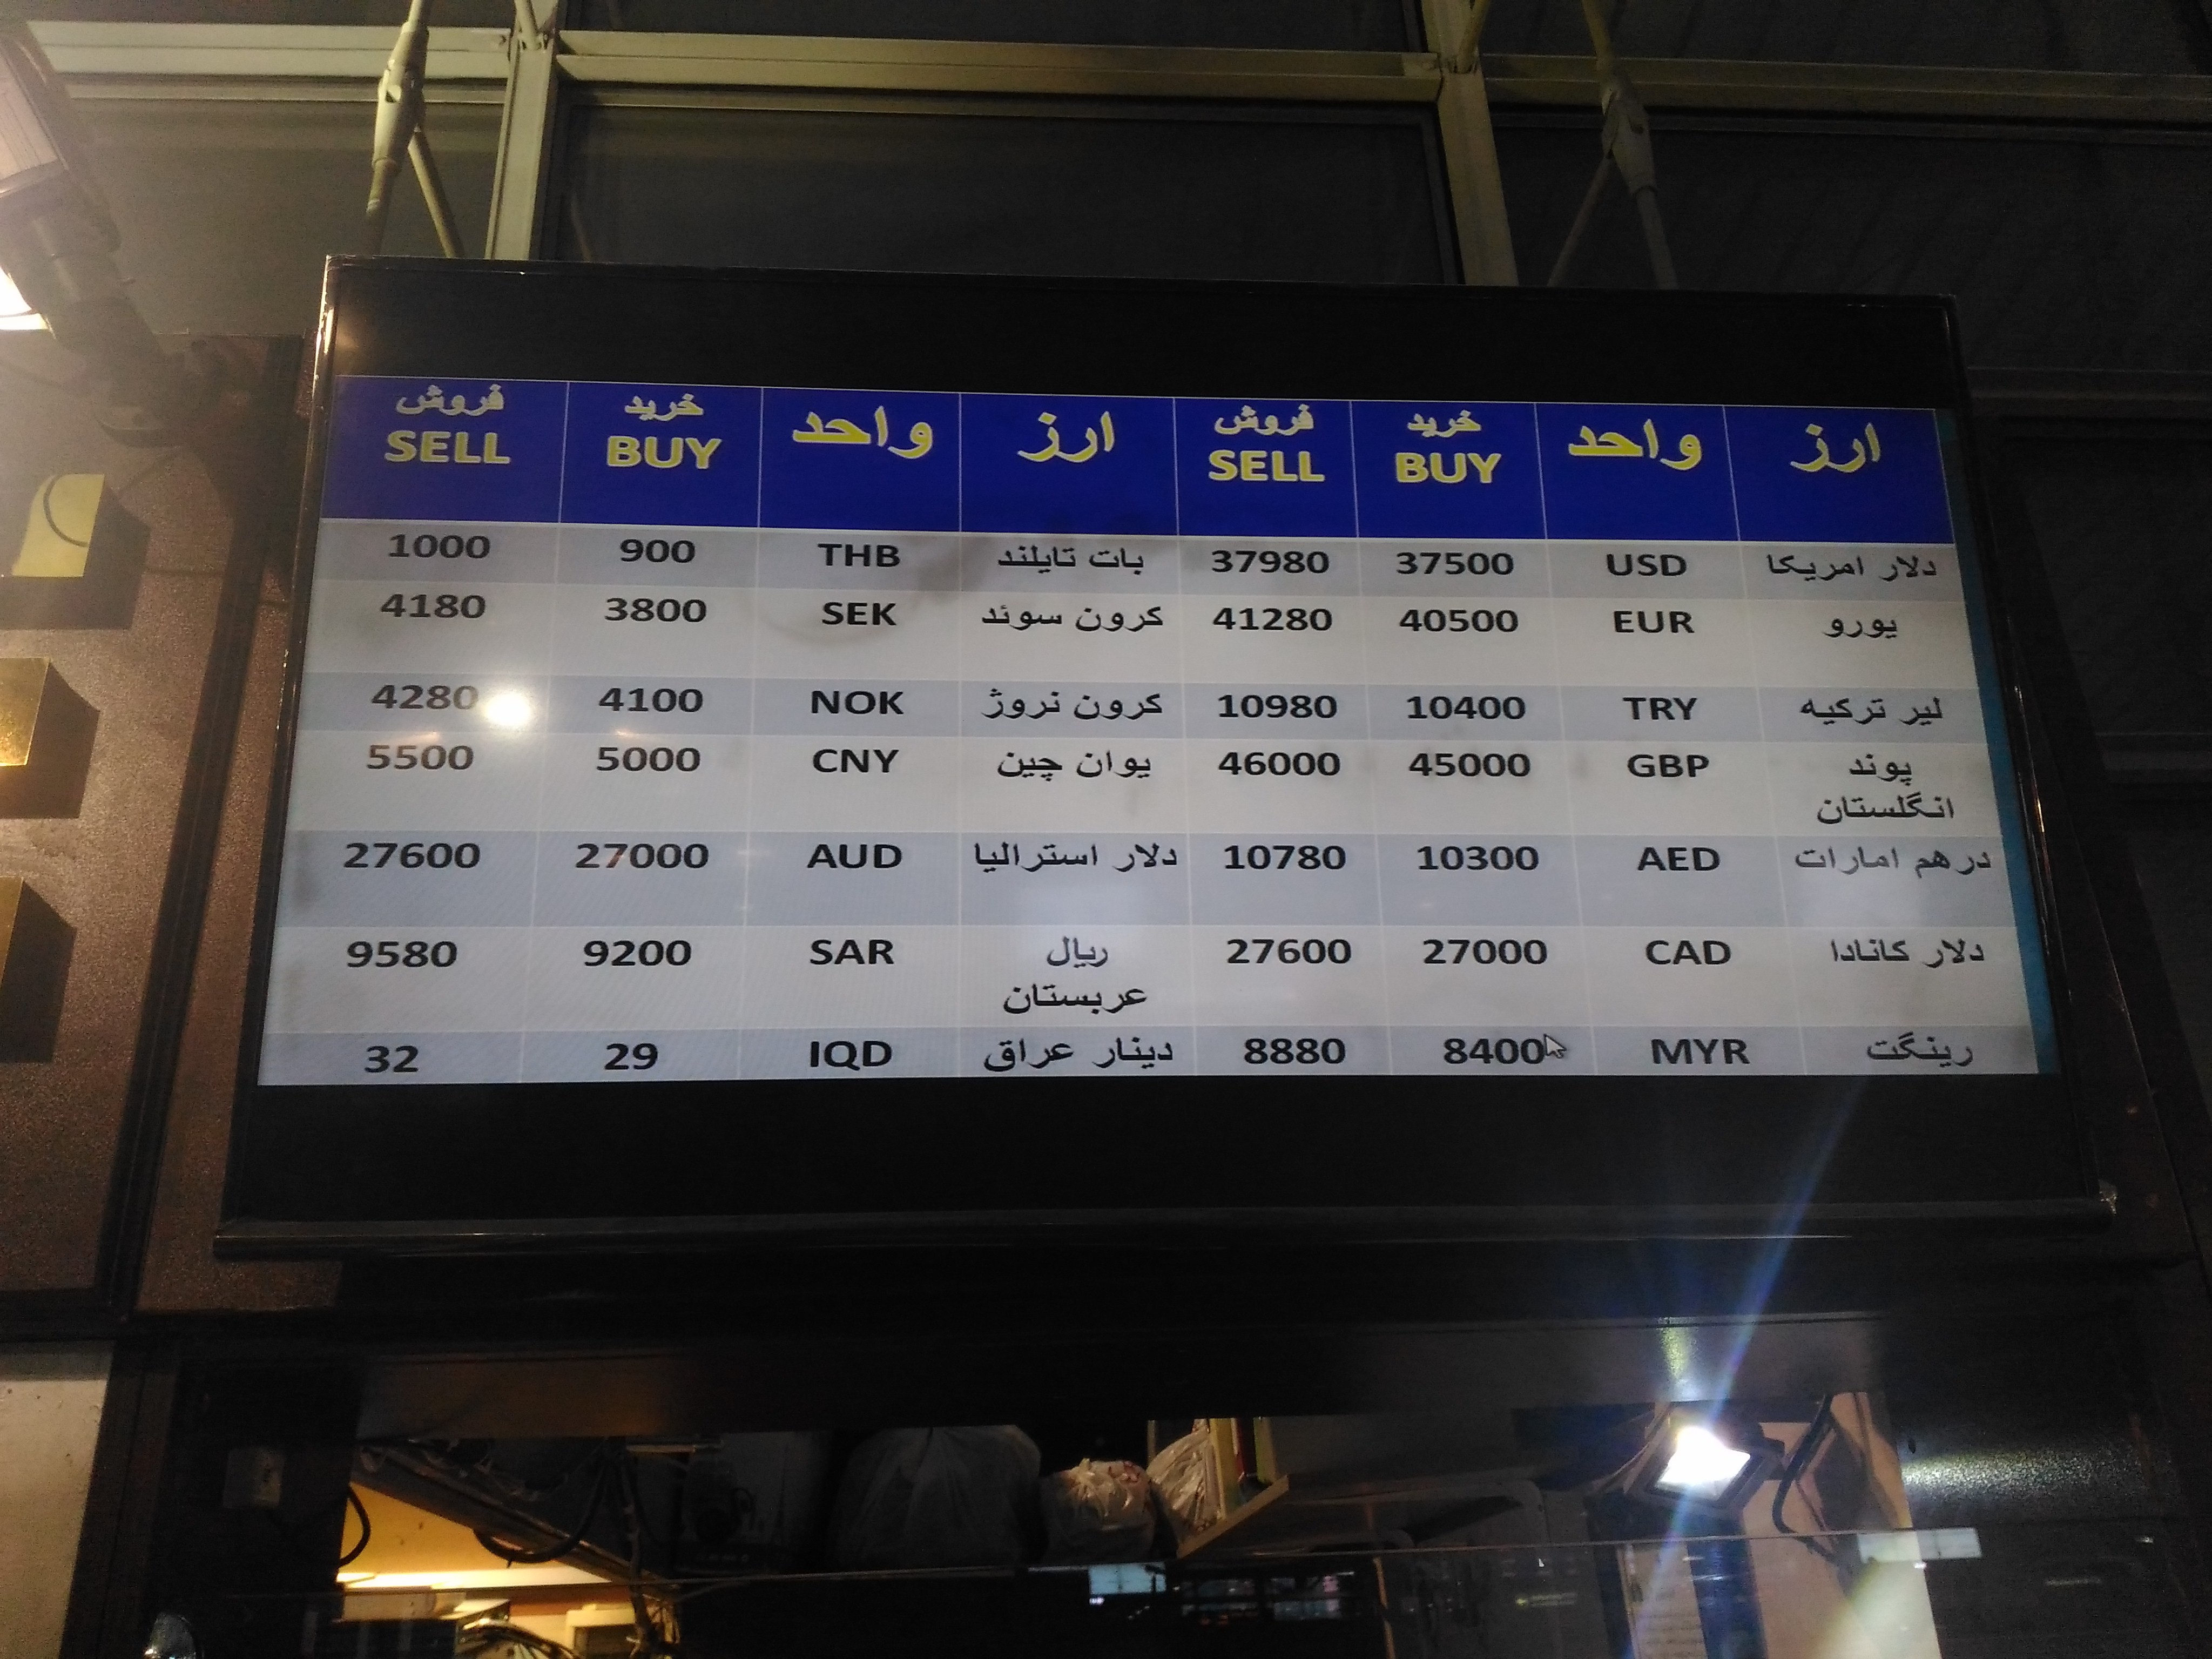 ارز واحد خرید BUY فروش SELL ارز واحد خرید BUY فروش SELL
دلار امریکا USD 37500 37980 بات تایلند THB 900 1000
یورو EUR 40500 41280 کرون سوئد SEK 3800 4180
لیر ترکیه TRY 10400 10980 کرون نروژ NOK 4100 4280
پوند انگلستان GBP 45000 46000 یوان چین CNY 5000 5500
درهم امارات AED 10300 10780 دلار استرالیا AUD 27000 27600
دلار کانادا CAD 27000 27600 ریال عربستان SAR 9200 9580
رینگت MYR 8400 8880 دینار عراق IQD 29 32